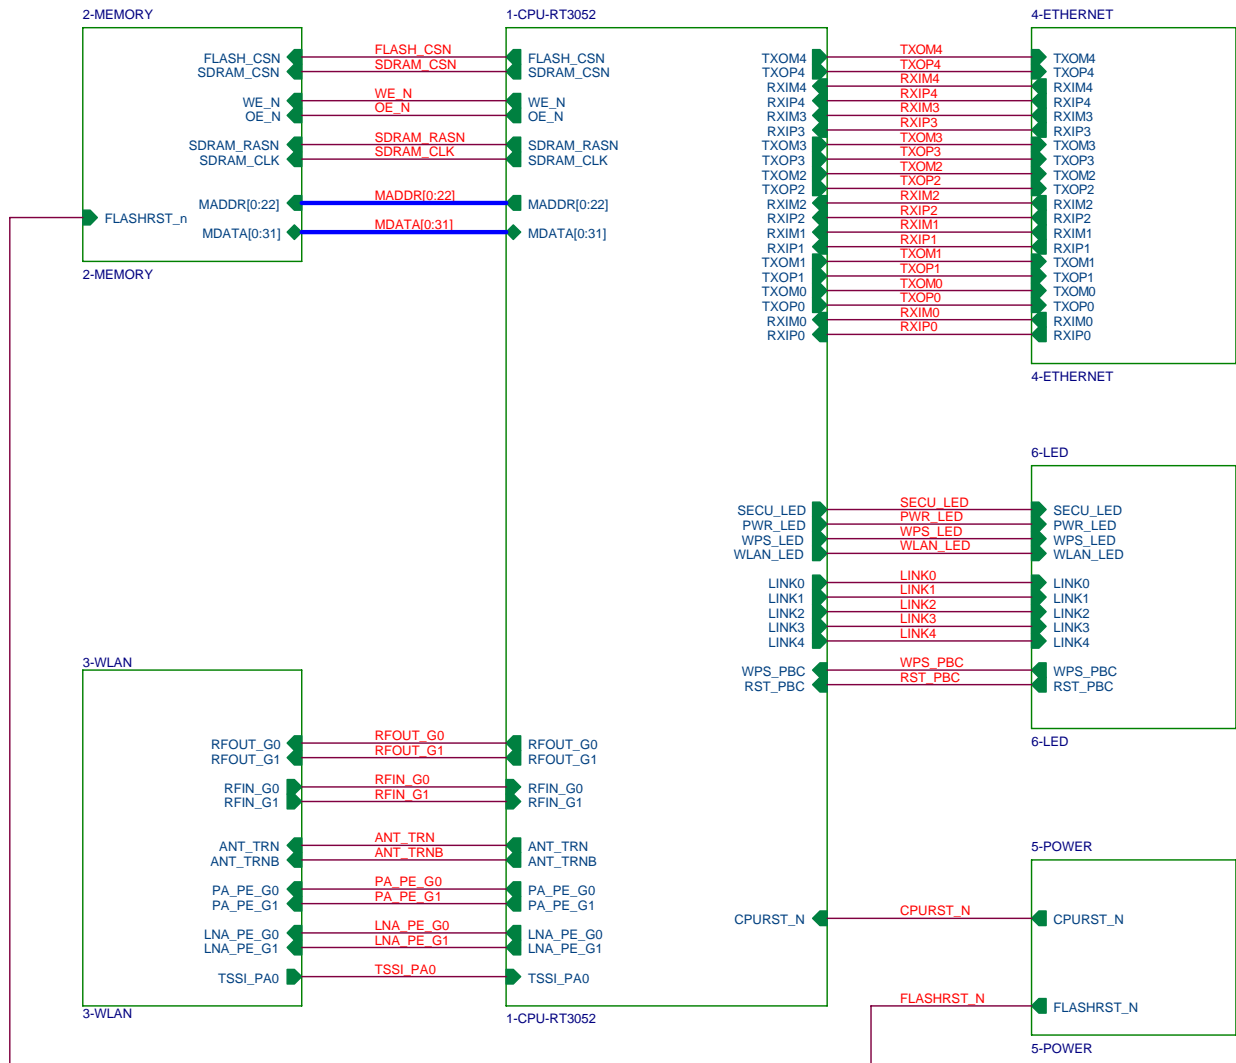 2-MEMORY
FLASH_CSN
SDRAM_CSN
WE_N
OE_N
SDRAM_RASN
SDRAM_CLK
MADDR[0:22]
FLASHRST_n
MDATA[0:31]
2-MEMORY
FLASH_CSN
SDRAM_CSN
WE_N
OE_N
SDRAM_RASN
SDRAM_CLK
MADDR[0:22]
MDATA[0:31]
1-CPU-RT3052
FLASH_CSN
SDRAM_CSN
WE_N
OE_N
SDRAM_RASN
SDRAM_CLK
MADDR[0:22]
MDATA[0:31]
TXOM4
TXOP4
RXIM4
RXIP4
RXIM3
RXIP3
TXOM3
TXOP3
TXOM2
TXOP2
RXIM2
RXIP2
RXIM1
RXIP1
TXOM1
TXOP1
TXOM0
TXOP0
RXIM0
RXIP0
TXOM4
TXOP4
RXIM4
RXIP4
RXIM3
RXIP3
TXOM3
TXOP3
TXOM2
TXOP2
RXIM2
RXIP2
RXIM1
RXIP1
TXOM1
TXOP1
TXOM0
TXOP0
RXIM0
RXIP0
4-ETHERNET
TXOM4
TXOP4
RXIM4
RXIP4
RXIM3
RXIP3
TXOM3
TXOP3
TXOM2
TXOP2
RXIM2
RXIP2
RXIM1
RXIP1
TXOM1
TXOP1
TXOM0
TXOP0
RXIM0
RXIP0
4-ETHERNET
SECU_LED
PWR_LED
WPS_LED
WLAN_LED
LINK0
LINK1
LINK2
LINK3
LINK4
WPS_PBC
RST_PBC
SECU_LED
PWR_LED
WPS_LED
WLAN_LED
LINK0
LINK1
LINK2
LINK3
LINK4
WPS_PBC
RST_PBC
6-LED
SECU_LED
PWR_LED
WPS_LED
WLAN_LED
LINK0
LINK1
LINK2
LINK3
LINK4
WPS_PBC
RST_PBC
6-LED
3-WLAN
RFOUT_G0
RFOUT_G1
RFIN_G0
RFIN_G1
ANT_TRN
ANT_TRNB
PA_PE_G0
PA_PE_G1
LNA_PE_G0
LNA_PE_G1
TSSI_PA0
3-WLAN
RFOUT_G0
RFOUT_G1
RFIN_G0
RFIN_G1
ANT_TRN
ANT_TRNB
PA_PE_G0
PA_PE_G1
LNA_PE_G0
LNA_PE_G1
TSSI_PA0
RFOUT_G0
RFOUT_G1
RFIN_G0
RFIN_G1
ANT_TRN
ANT_TRNB
PA_PE_G0
PA_PE_G1
LNA_PE_G0
LNA_PE_G1
TSSI_PA0
1-CPU-RT3052
CPURST_N
CPURST_N
FLASHRST_N
5-POWER
CPURST_N
FLASHRST_N
5-POWER